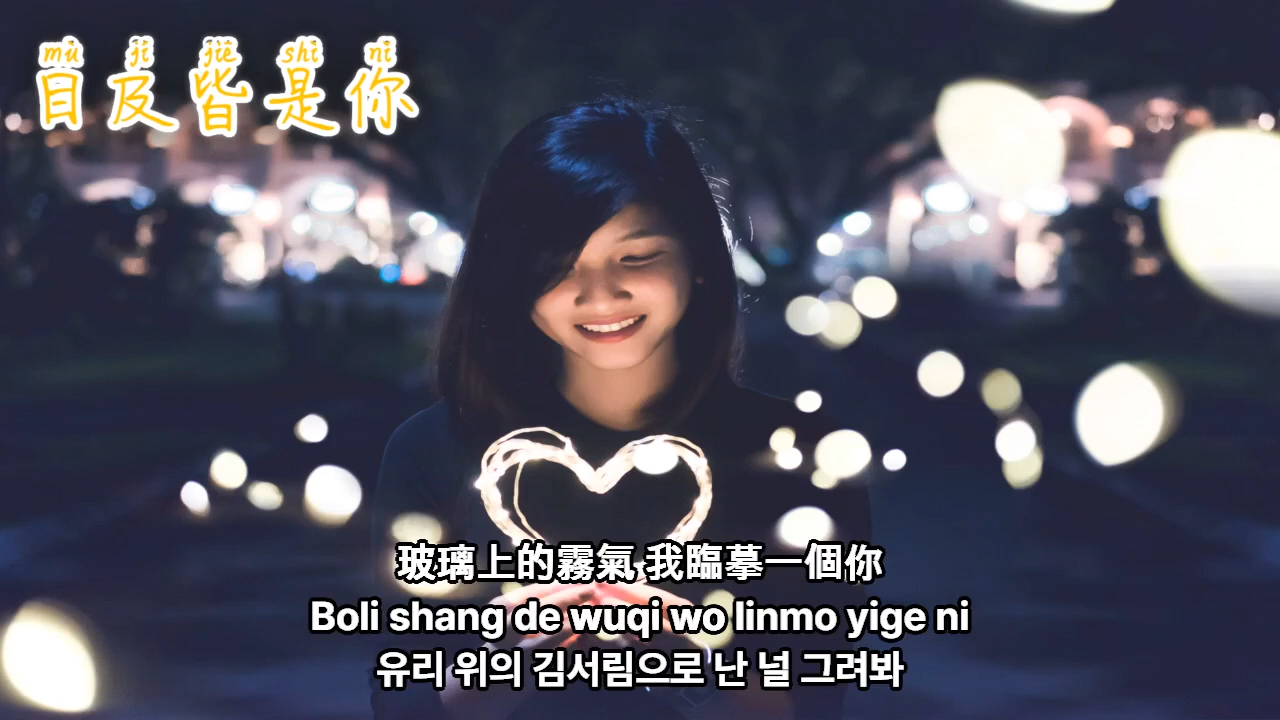 mù jí jiē shì nǐ
目及皆是你
玻璃上的霧氣 我臨摹一個你
Boli shang de wuqi wo linmo yige ni
유리 위의 김서림으로 난 널 그려봐